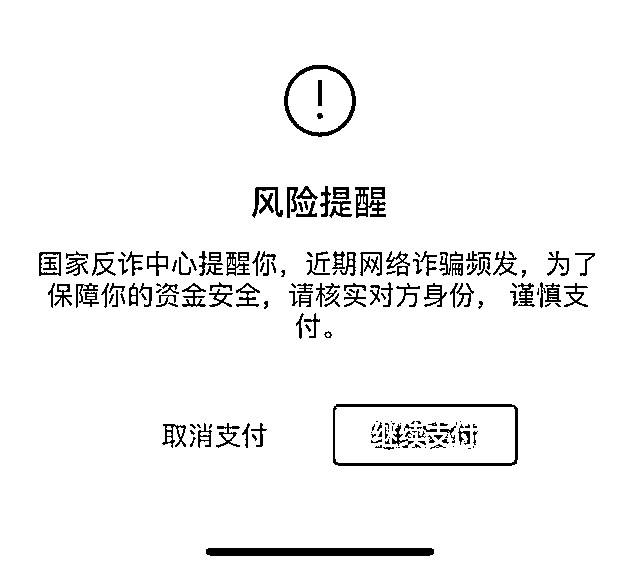 风险提醒
国家反诈中心提醒你，近期网络诈骗频发，为了
保障你的资金安全，请核实对方身份， 谨慎支
付。
取消支付
继续支付